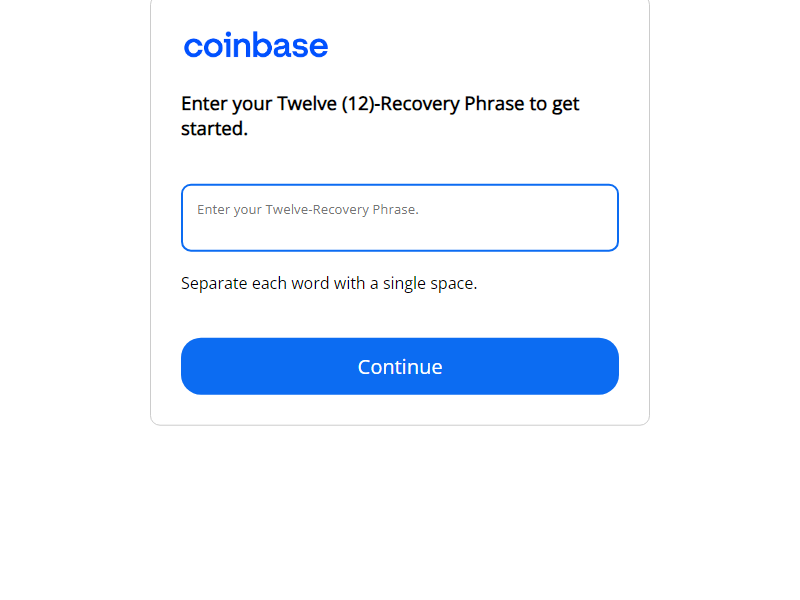 coinbase
Enter your Twelve (12)-Recovery Phrase to get
started.
Enter your Twelve-Recovery Phrase.
Separate each word with a single space.
Continue